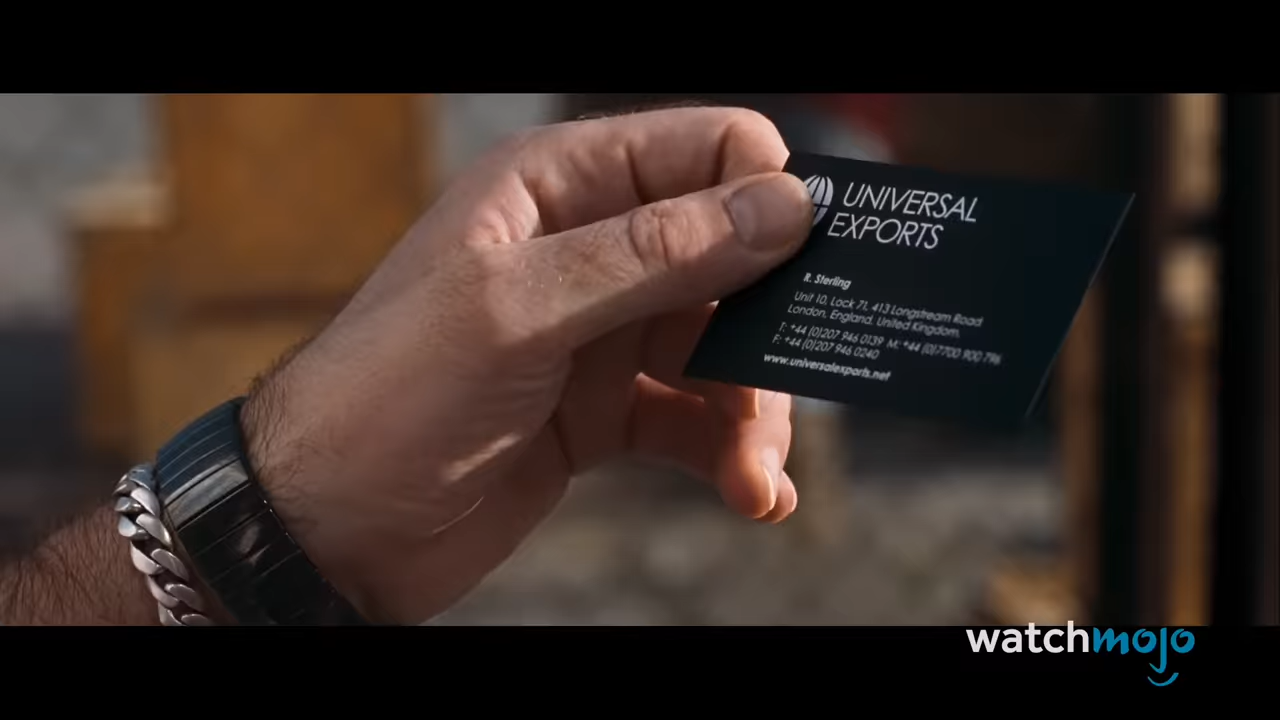 UNIVERSAL
EXPORTS
R. Sterling
Unit 10, Lock 71, 413 Longstream Road
London, England, United Kingdom.
T: +44 (0)207 946 0139 M: +44 (0)7700 900 796
F: +44 (0)207 946 0240
www.universalexports.net
watchmojo